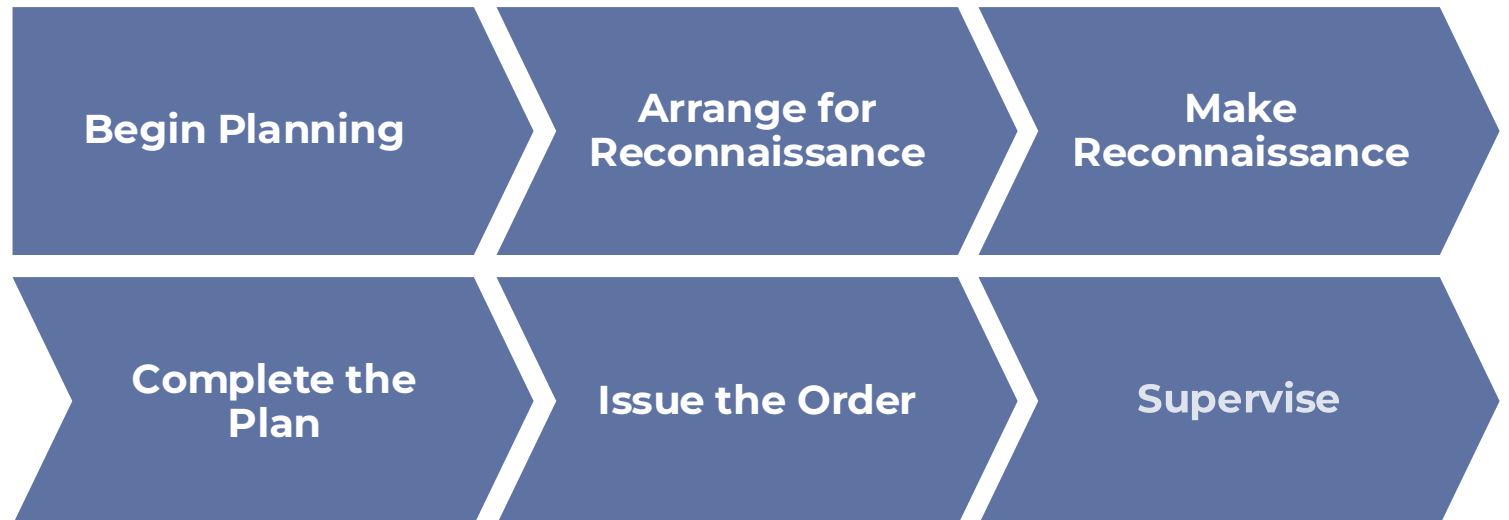 Begin Planning
Arrange for
Reconnaissance
Make
Reconnaissance
Complete the
Plan
Issue the Order
Supervise